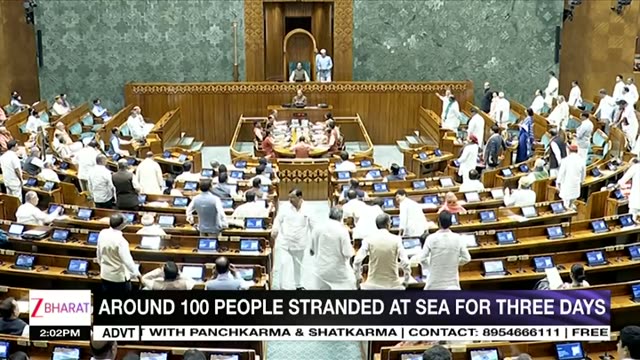 Z BHARAT
AROUND 100 PEOPLE STRANDED AT SEA FOR THREE DAYS
2:02PM
ADVT T WITH PANCHKARMA & SHATKARMA | CONTACT: 8954666111 / FREE